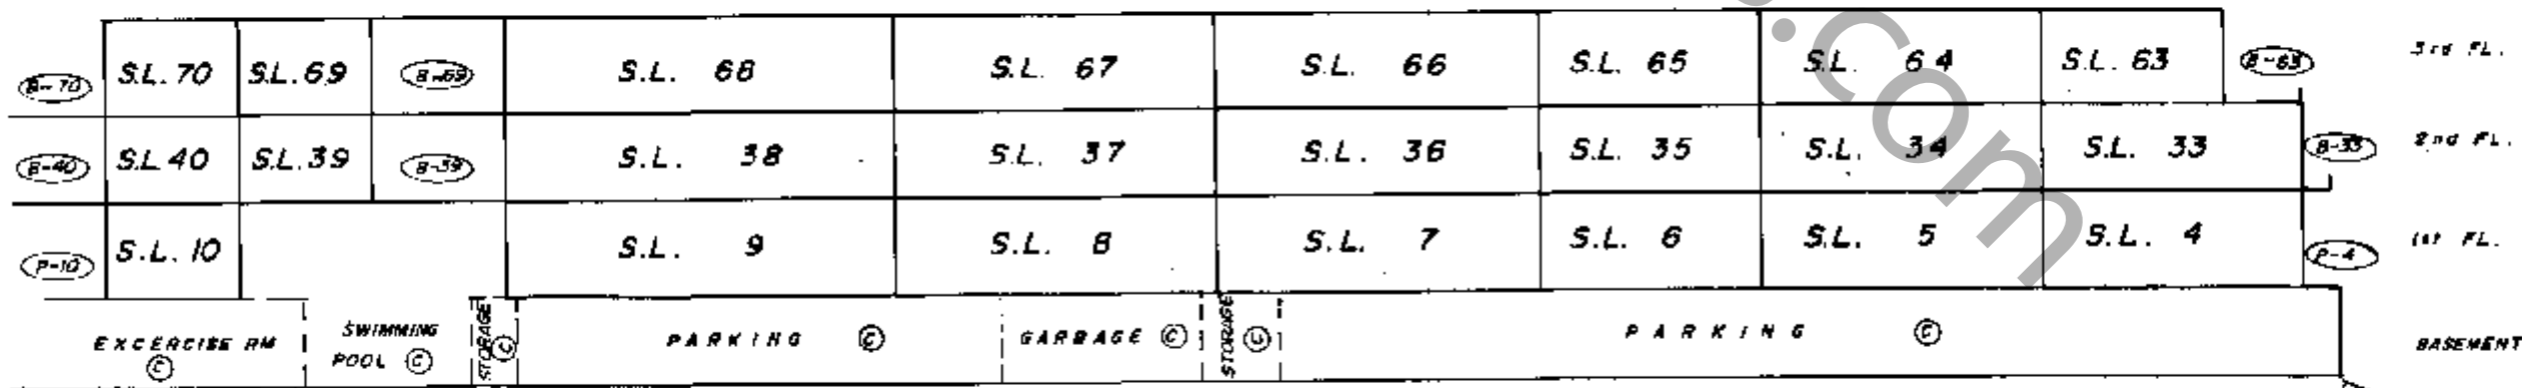 B-70 S.L. 70 S.L. 69 B-69 S.L. 68 S.L. 67 S.L. 66 S.L. 65 S.L. 64 S.L. 63 B-63 3rd FL.
B-40 S.L. 40 S.L. 39 B-39 S.L. 38 S.L. 37 S.L. 36 S.L. 35 S.L. 34 S.L. 33 B-33 2nd FL.
P-10 S.L. 10 S.L. 9 S.L. 8 S.L. 7 S.L. 6 S.L. 5 S.L. 4 P-4 1st FL.
EXCERCISE RM SWIMMING STORAGE PARKING C GARBAGE C STORAGE C PARKING C BASEMENT
C POOL C C
.com